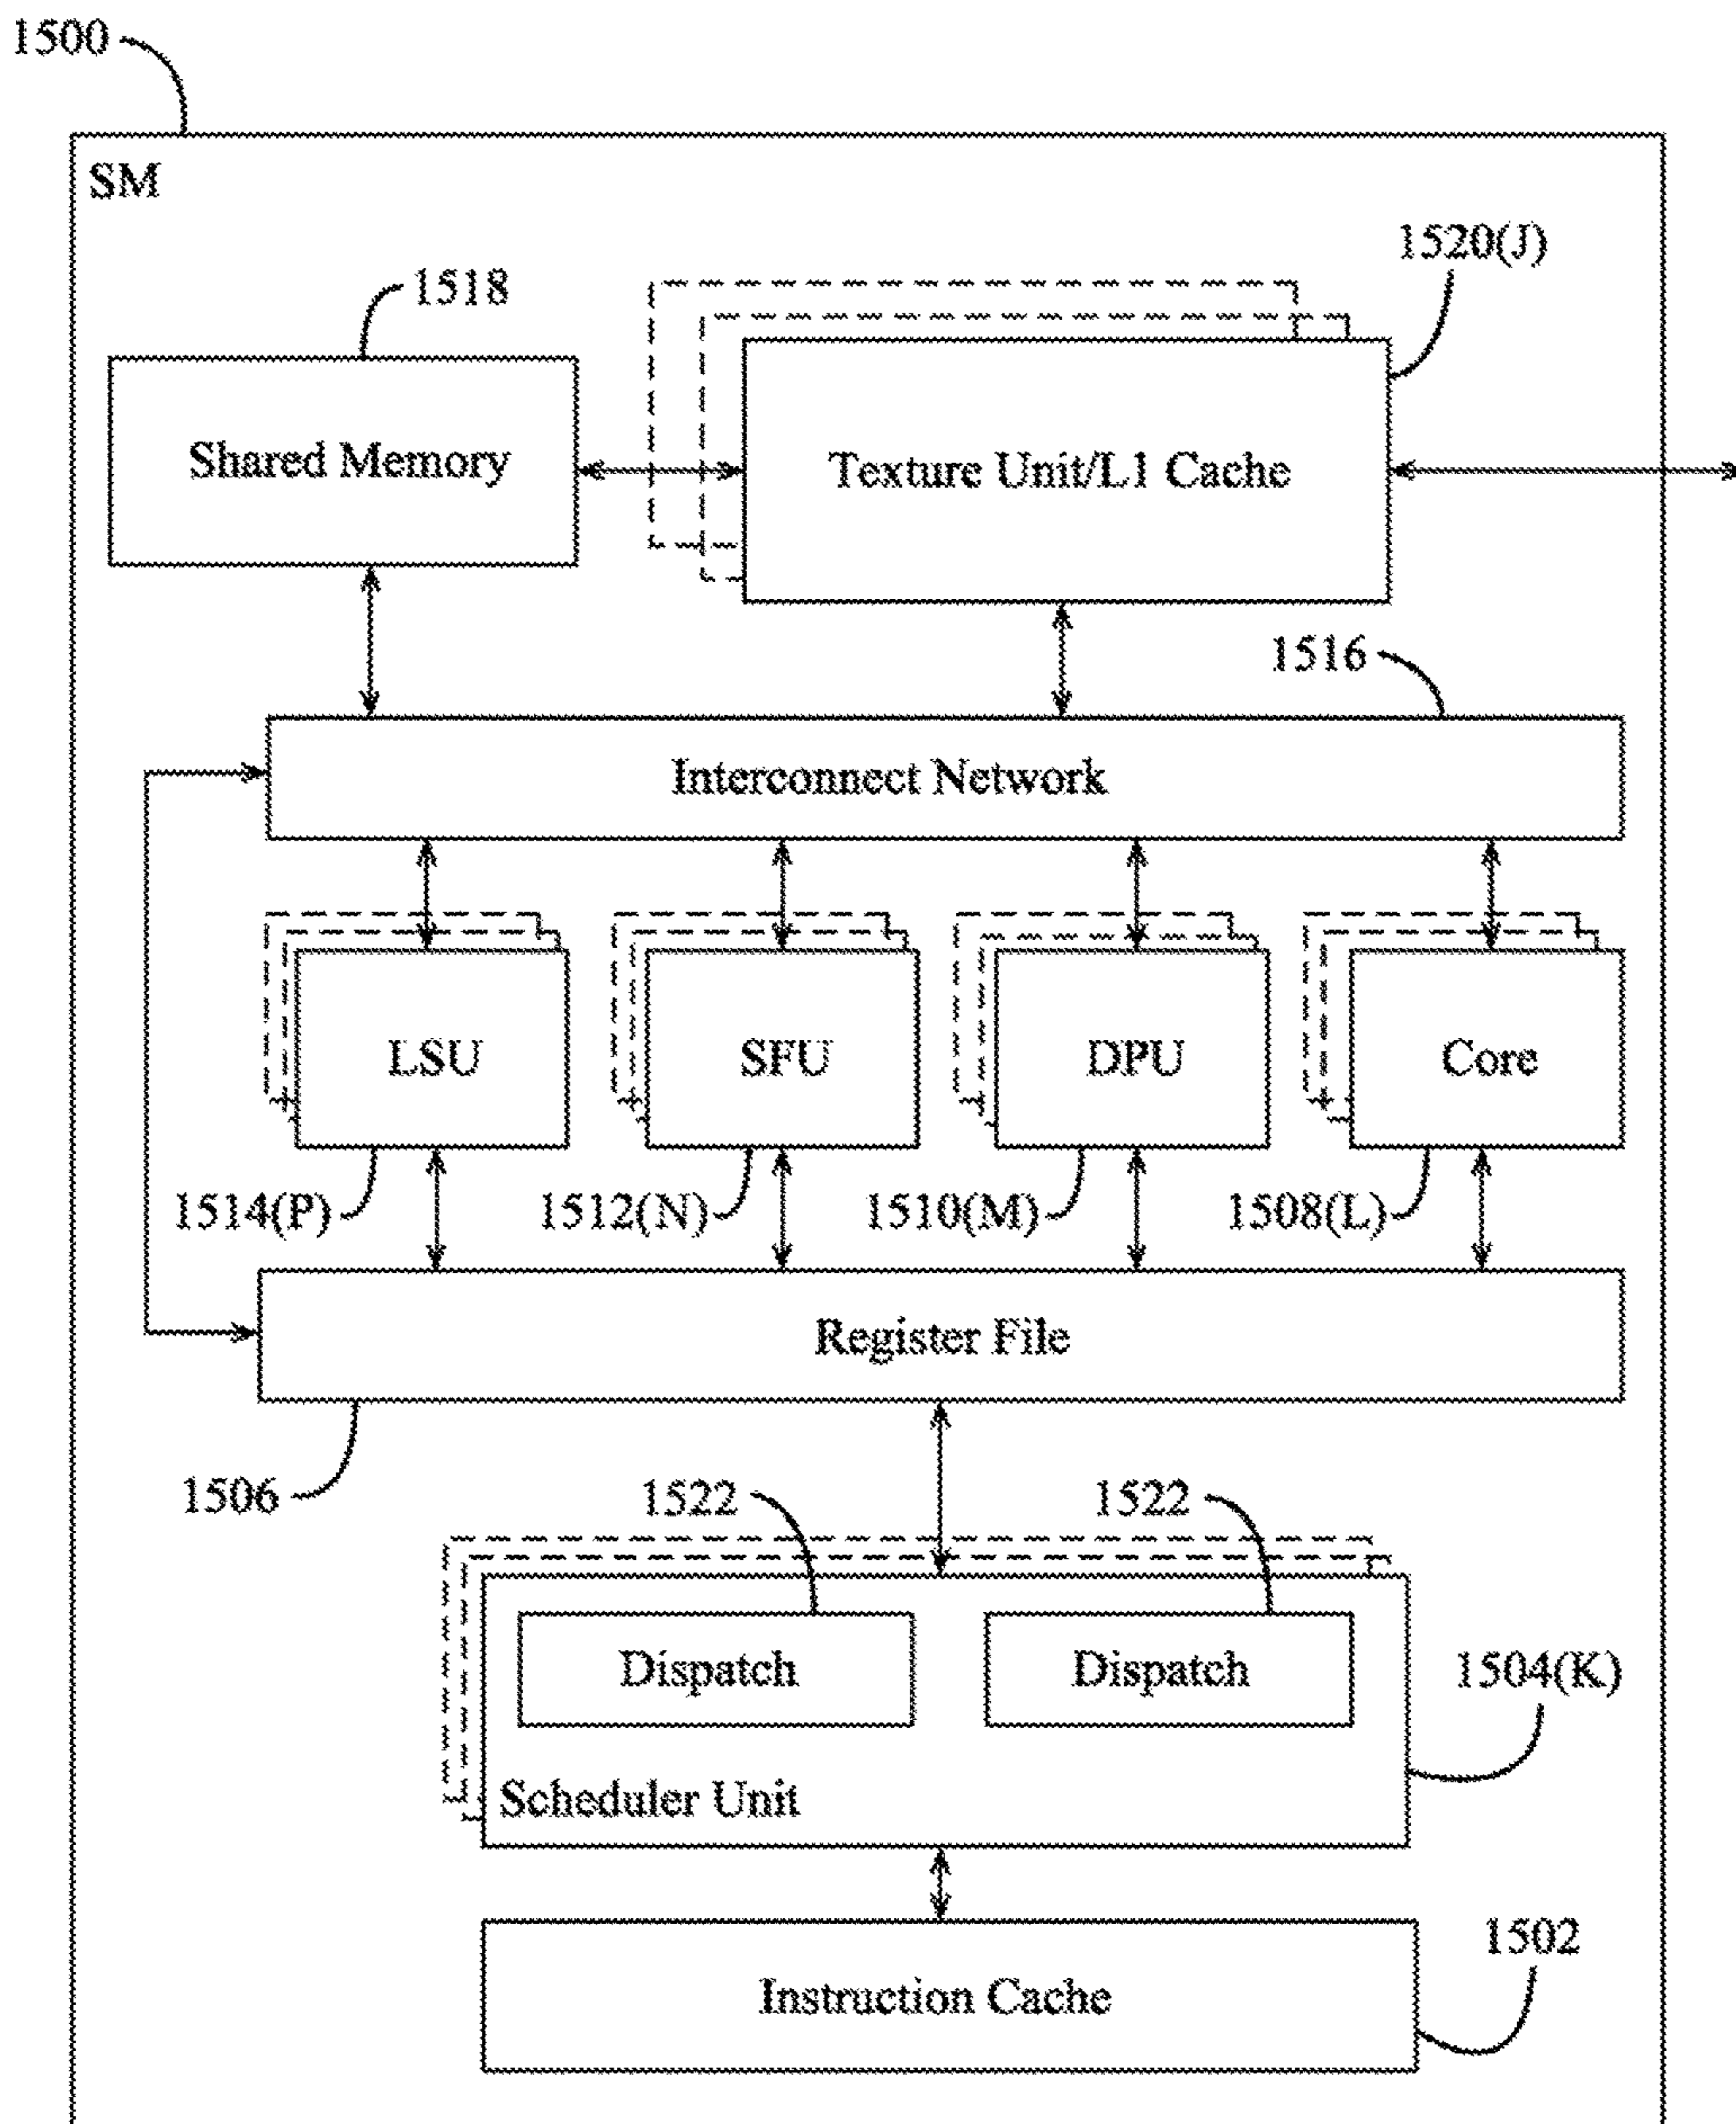 1500
SM
1520(J)
1518
Shared Memory
Texture Unit/L1 Cache
1516
Interconnect Network
LSU
SFU
DPU
Core
1514(P)
1512(N)
1510(M)
1508(L)
Register File
1506
1522
1522
Dispatch
Dispatch
1504(K)
Scheduler Unit
1502
Instruction Cache